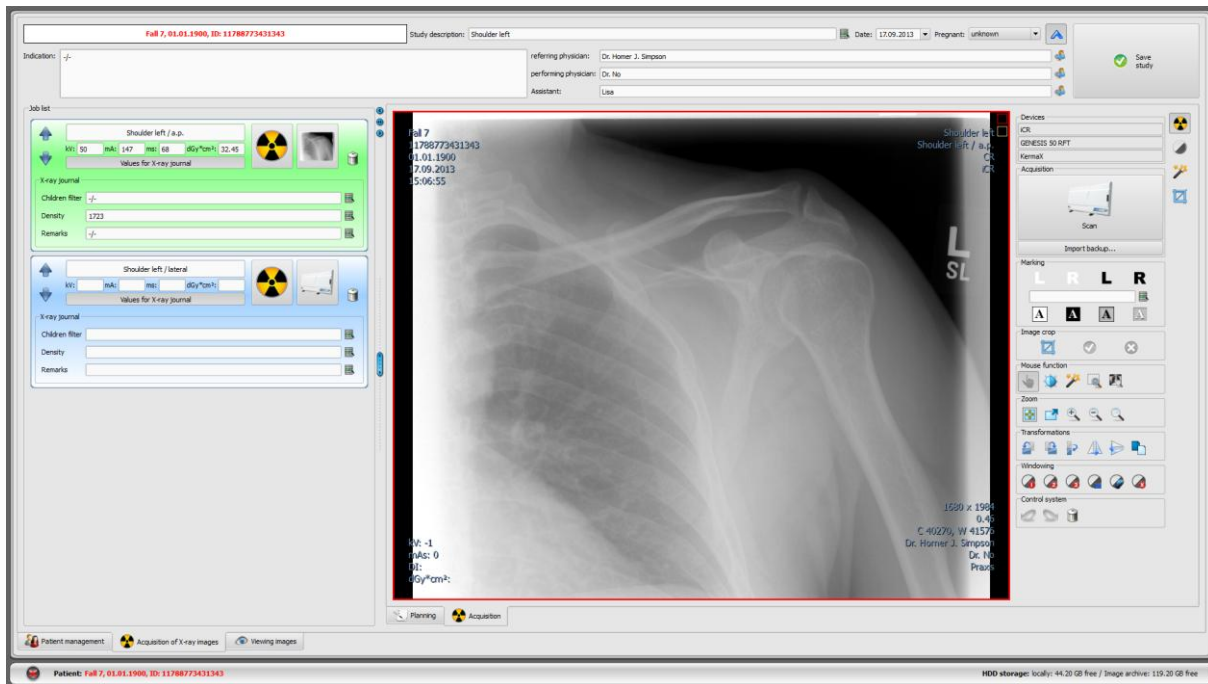 Fall 7, 01.01.1900, ID: 11788773431343
Study description: Shoulder left
Date: 17.09.2013 Pregnant: unknown
Save study
Indication: -/-
referring physician: Dr. Homer J. Simpson
performing physician: Dr. No
Assistant: Lisa
Job list
Shoulder left / a.p.
kV: 50 mA: 147 ms: 68 dGy*cm²: 32.45
Values for X-ray journal
X-ray journal
Children filter -/-
Density 1723
Remarks -/-
Shoulder left / lateral
kV: mA: ms: dGy*cm²:
Values for X-ray journal
X-ray journal
Children filter
Density
Remarks
Fall 7
11788773431343
01.01.1900
17.09.2013
15:06:55
Shoulder left
Shoulder left / a.p.
CR
iCR
L
SL
kV: -1
mAs: 0
DI:
dGy*cm²:
1680 x 1984
C 40270, W 41576
Dr. Homer J. Simpson
Dr. No
Praxis
Planning Acquisition
Devices
iCR
GENESIS 50 RFT
KermaX
Acquisition
Scan
Import backup...
Marking
L R L R
A A A A
Image crop
Mouse function
Zoom
Transformations
Windowing
Control system
Patient management Acquisition of X-ray images Viewing images
Patient: Fall 7, 01.01.1900, ID: 11788773431343
HDD storage: locally: 44.20 GB free / Image archive: 119.20 GB free